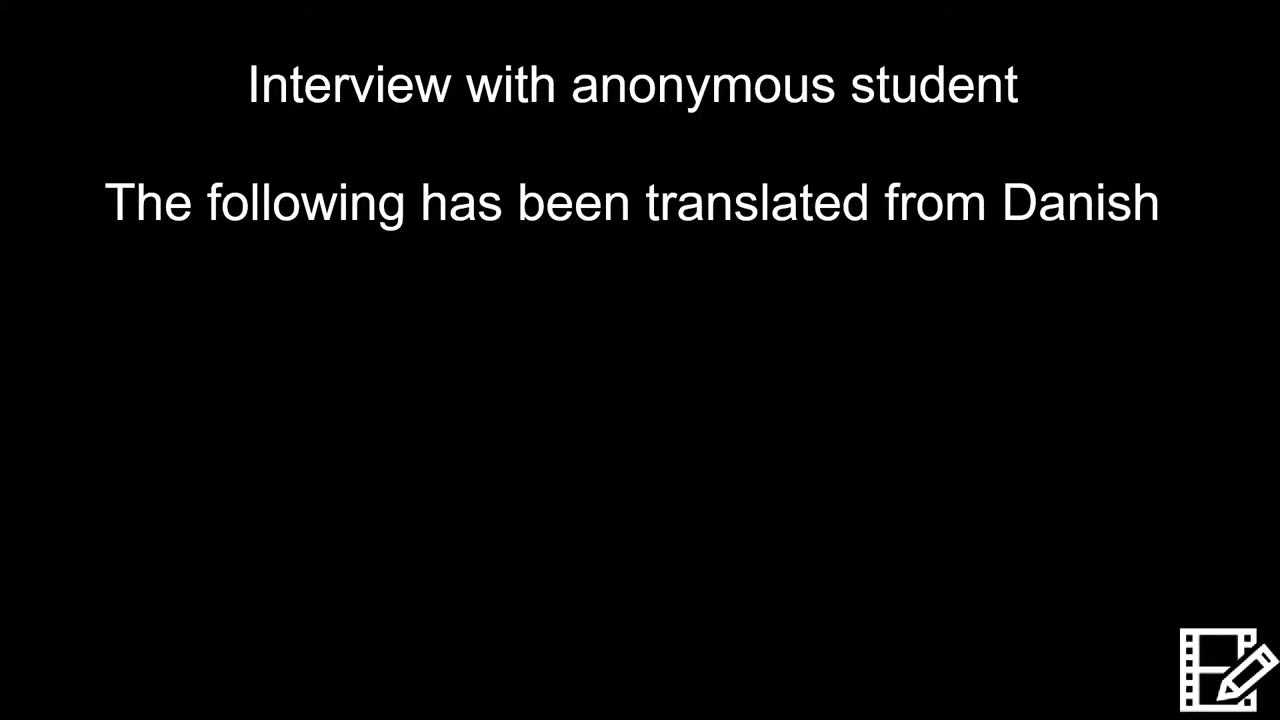 Interview with anonymous student
The following has been translated from Danish